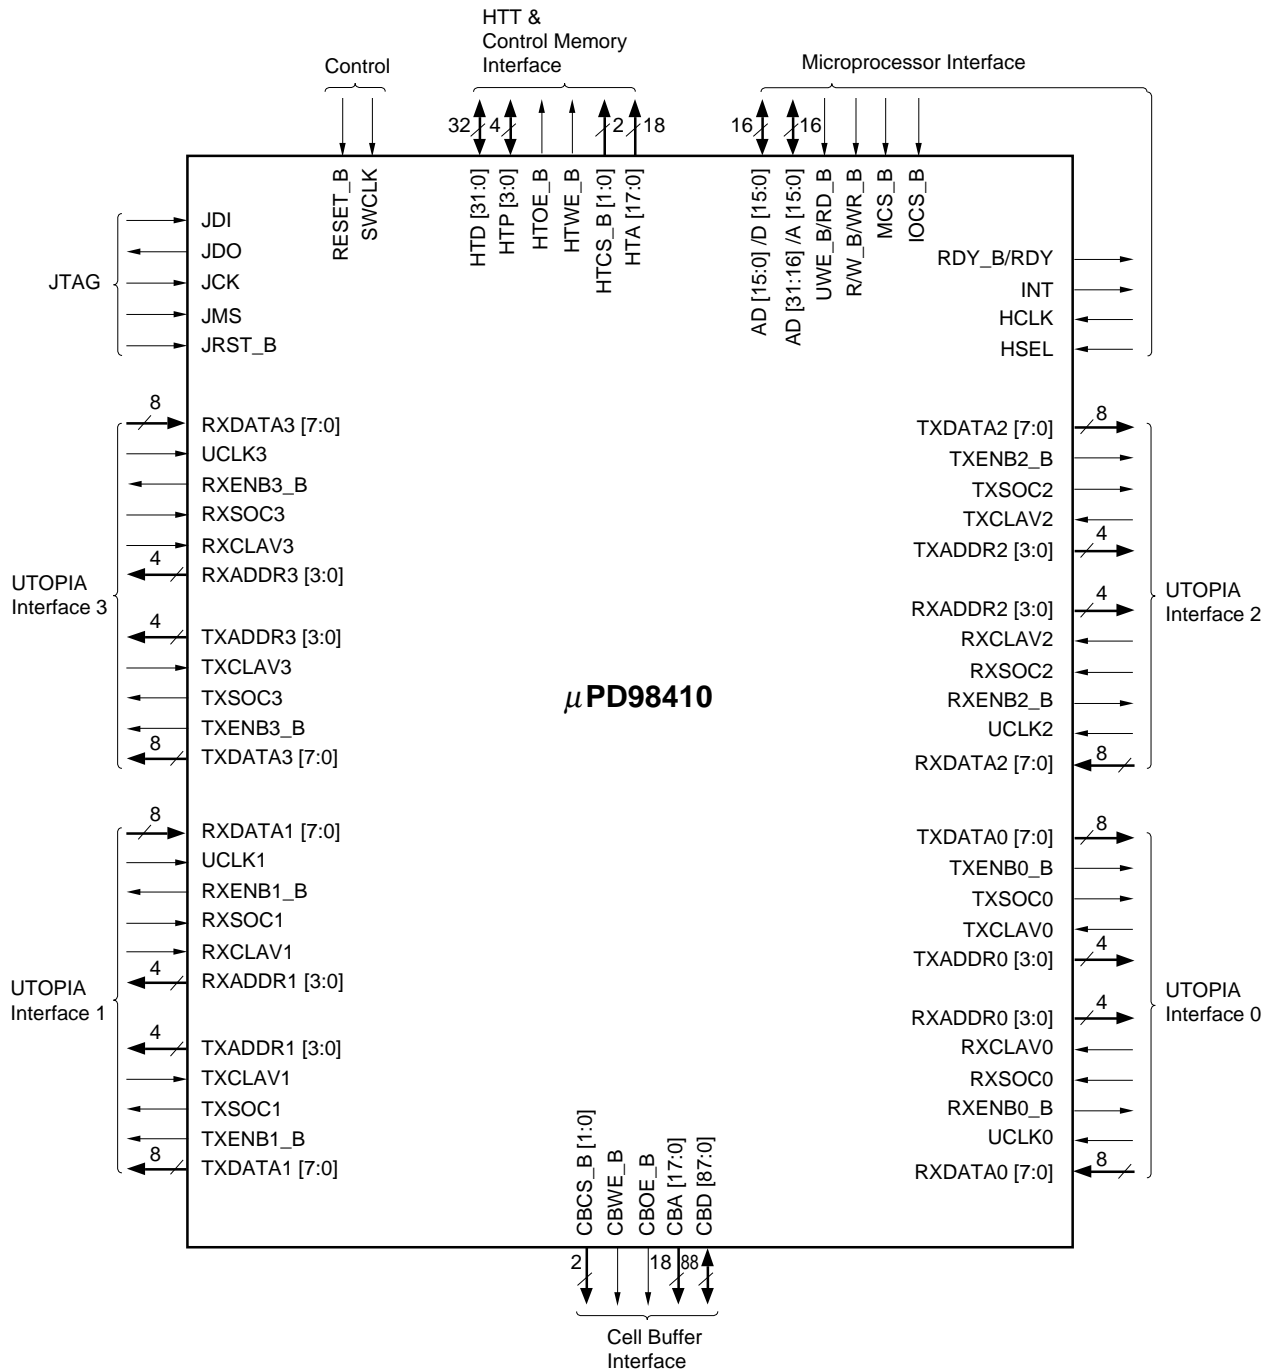 HTT &
Control Memory
Interface
Control
Microprocessor Interface
32
4
2
18
16
16
RESET_B
SWCLK
HTD [31:0]
HTP [3:0]
HTOE_B
HTWE_B
HTCS_B [1:0]
HTA [17:0]
AD [15:0] /D [15:0]
AD [31:16] /A [15:0]
UWE_B/RD_B
R/W_B/WR_B
MCS_B
IOCS_B
JTAG
JDI
JDO
JCK
JMS
JRST_B
RDY_B/RDY
INT
HCLK
HSEL
UTOPIA
Interface 3
8
RXDATA3 [7:0]
UCLK3
RXENB3_B
RXSOC3
RXCLAV3
4
RXADDR3 [3:0]
4
TXADDR3 [3:0]
TXCLAV3
TXSOC3
TXENB3_B
8
TXDATA3 [7:0]
μPD98410
TXDATA2 [7:0]
8
TXENB2_B
TXSOC2
TXCLAV2
TXADDR2 [3:0]
4
RXADDR2 [3:0]
4
RXCLAV2
RXSOC2
RXENB2_B
UCLK2
RXDATA2 [7:0]
8
UTOPIA
Interface 2
UTOPIA
Interface 1
8
RXDATA1 [7:0]
UCLK1
RXENB1_B
RXSOC1
RXCLAV1
4
RXADDR1 [3:0]
4
TXADDR1 [3:0]
TXCLAV1
TXSOC1
TXENB1_B
8
TXDATA1 [7:0]
TXDATA0 [7:0]
8
TXENB0_B
TXSOC0
TXCLAV0
TXADDR0 [3:0]
4
RXADDR0 [3:0]
4
RXCLAV0
RXSOC0
RXENB0_B
UCLK0
RXDATA0 [7:0]
8
UTOPIA
Interface 0
CBCS_B [1:0]
CBWE_B
CBOE_B
CBA [17:0]
CBD [87:0]
2
18
88
Cell Buffer
Interface